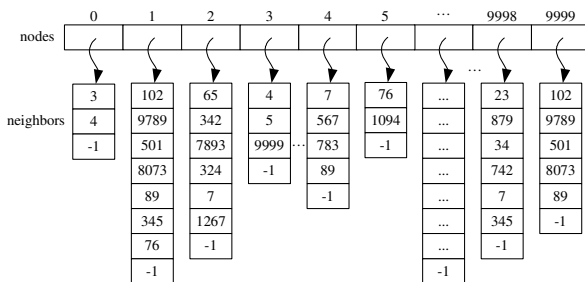 0 1 2 3 4 5 ... 9998 9999
nodes
...
3 102 65 4 7 76 ... 23 102
neighbors 4 9789 342 5 567 1094 ... 879 9789
-1 501 7893 9999 ... 783 -1 ... 34 501
8073 324 -1 89 ... 742 8073
89 7 -1 ... 7 89
345 1267 ... 345 -1
76 -1 ... -1
-1 -1